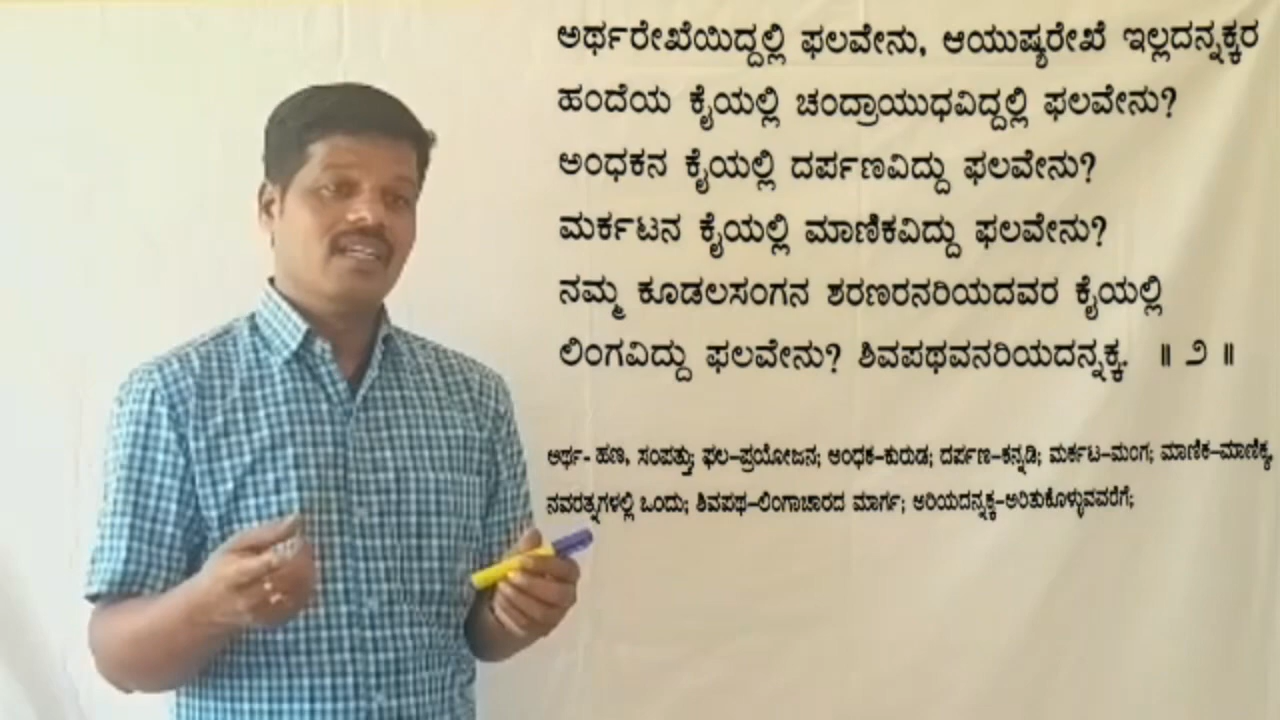 ಅರ್ಥರೇಖೆಯಿದ್ದಲ್ಲಿ ಫಲವೇನು, ಆಯುಷ್ಯರೇಖೆ ಇಲ್ಲದನ್ನಕ್ಕರ
ಹಂದೆಯ ಕೈಯಲ್ಲಿ ಚಂದ್ರಾಯುಧವಿದ್ದಲ್ಲಿ ಫಲವೇನು?
ಅಂಧಕನ ಕೈಯಲ್ಲಿ ದರ್ಪಣವಿದ್ದು ಫಲವೇನು?
ಮರ್ಕಟನ ಕೈಯಲ್ಲಿ ಮಾಣಿಕವಿದ್ದು ಫಲವೇನು?
ನಮ್ಮ ಕೂಡಲಸಂಗನ ಶರಣರನರಿಯದವರ ಕೈಯಲ್ಲಿ
ಲಿಂಗವಿದ್ದು ಫಲವೇನು? ಶಿವಪಥವನರಿಯದನ್ನಕ್ಕ. ॥ ೨ ॥
ಅರ್ಥ- ಹಣ, ಸಂಪತ್ತು; ಫಲ-ಪ್ರಯೋಜನ; ಅಂಧಕ-ಕುರುಡ; ದರ್ಪಣ-ಕನ್ನಡಿ; ಮರ್ಕಟ-ಮಂಗ; ಮಾಣಿಕ-ಮಾಣಿಕ್ಯ,
ನವರತ್ನಗಳಲ್ಲಿ ಒಂದು; ಶಿವಪಥ-ಲಿಂಗಾಚಾರದ ಮಾರ್ಗ; ಅರಿಯದನ್ನಕ್ಕ-ಅರಿತುಕೊಳ್ಳುವವರೆಗೆ;